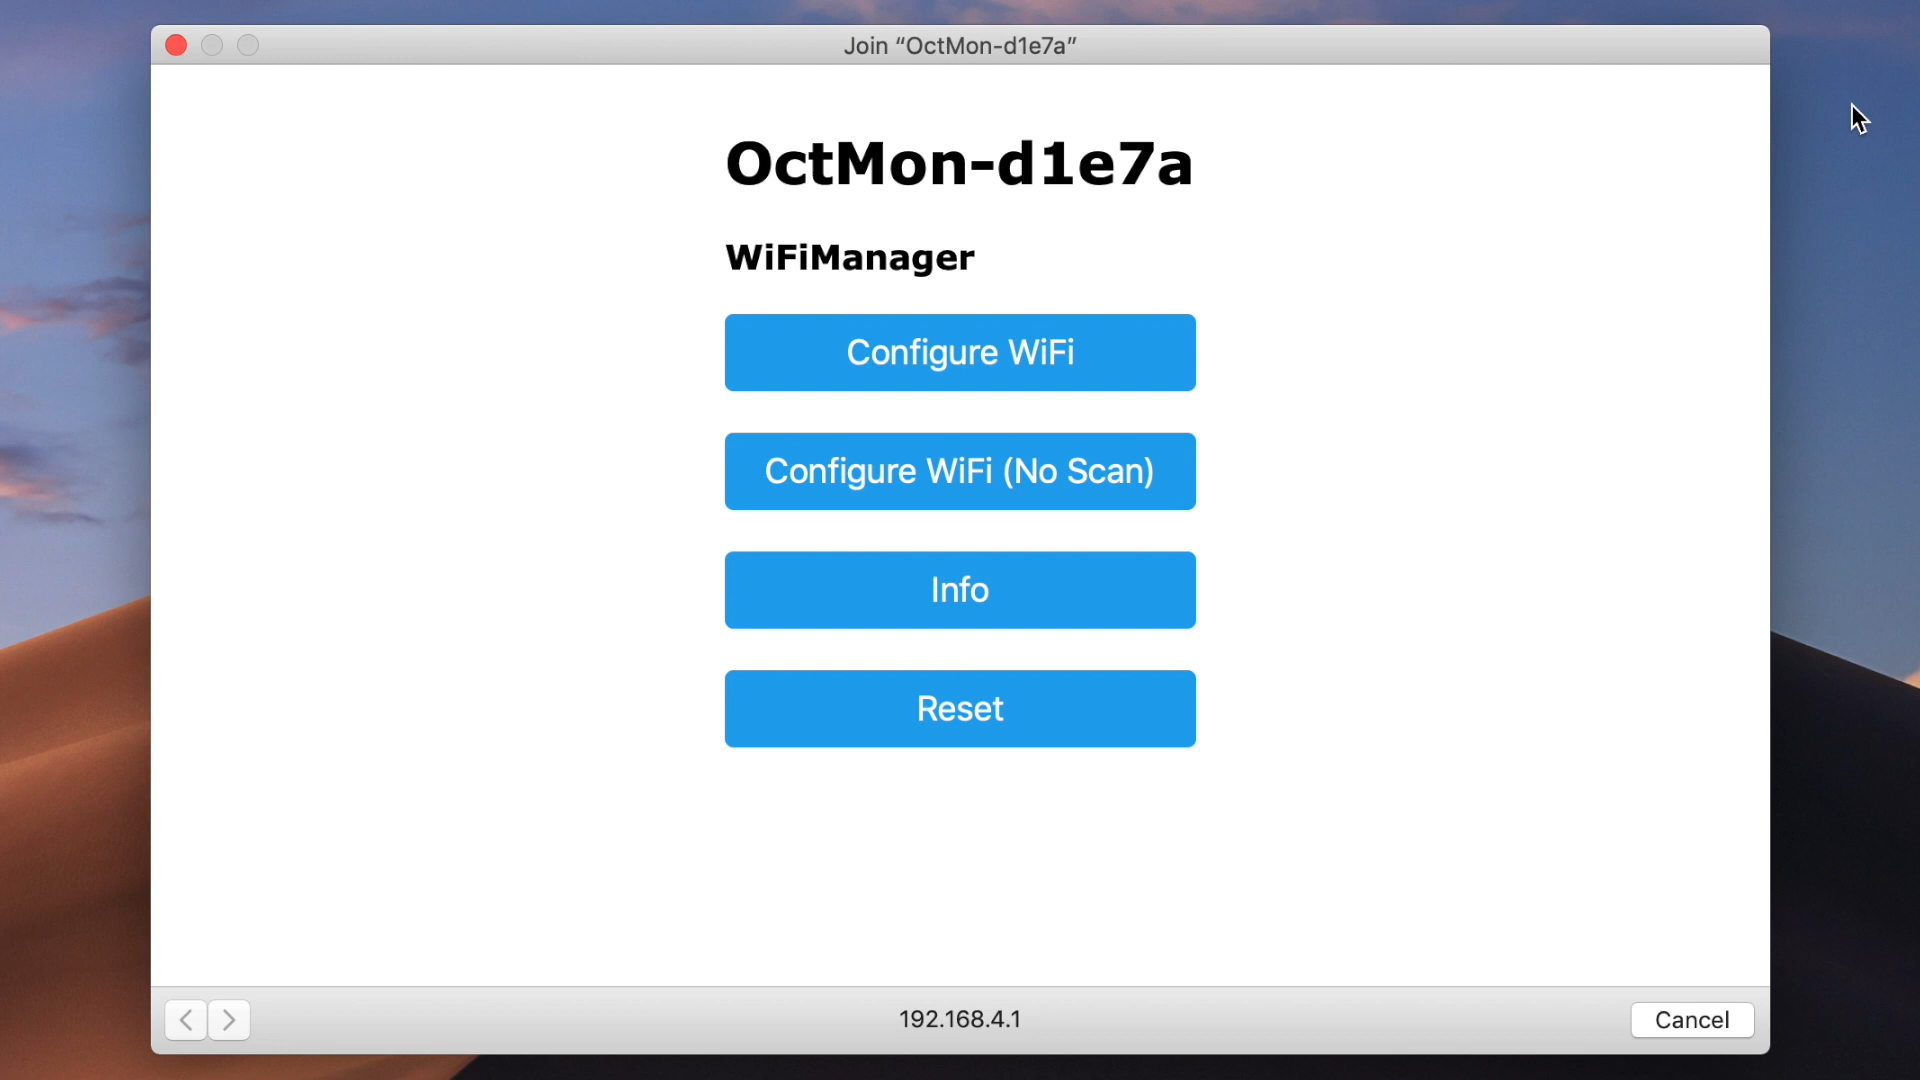 Join “OctMon-d1e7a”
OctMon-d1e7a
WiFiManager
Configure WiFi
Configure WiFi (No Scan)
Info
Reset
192.168.4.1
Cancel